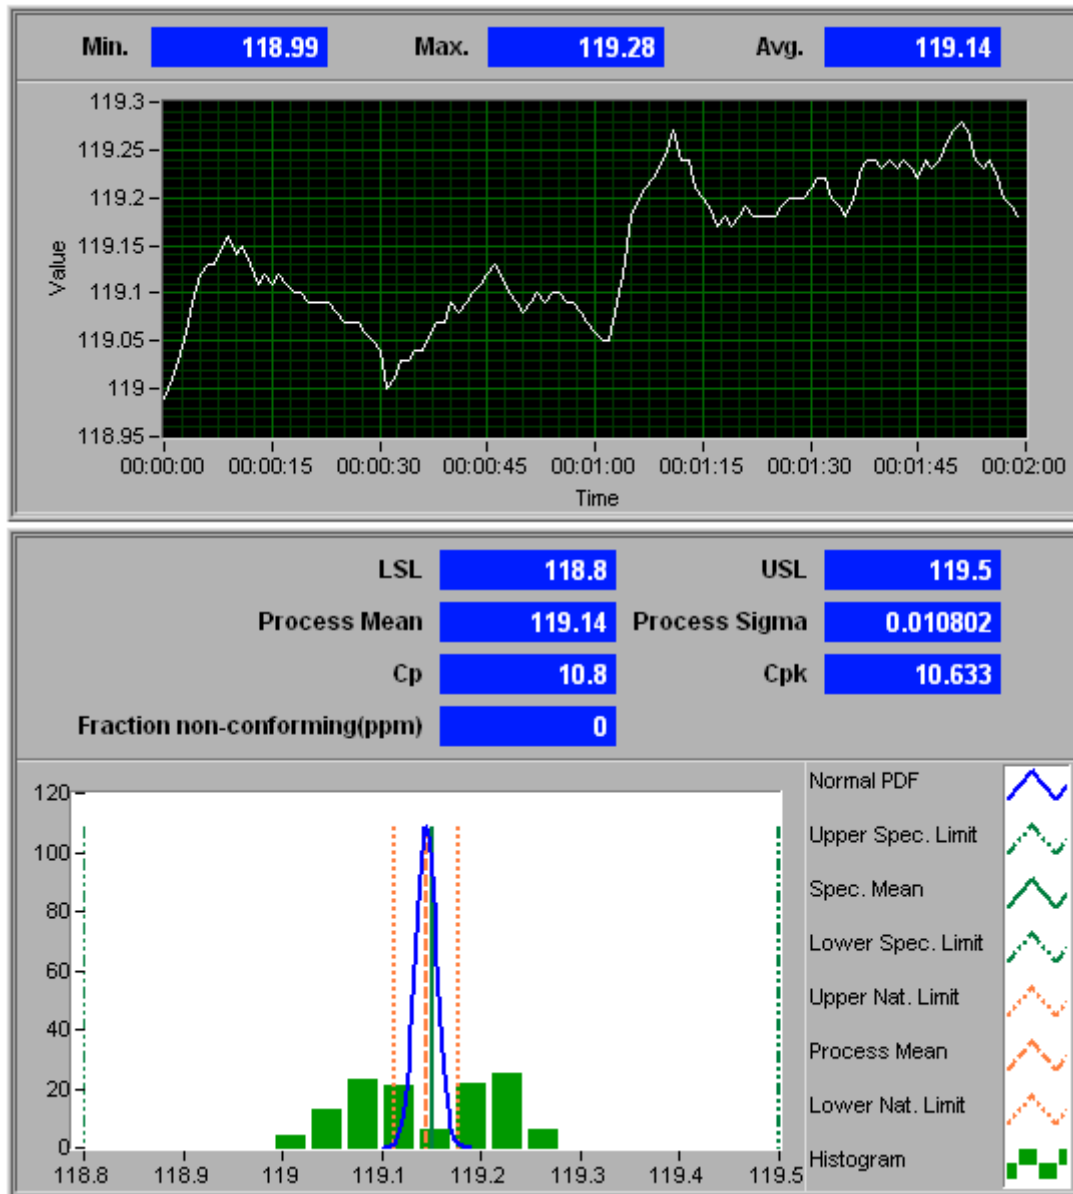 Min. 118.99 Max. 119.28 Avg. 119.14
119.3
119.25
119.2
119.15
119.1
119.05
119
118.95
Value
00:00:00 00:00:15 00:00:30 00:00:45 00:01:00 00:01:15 00:01:30 00:01:45 00:02:00
Time
LSL 118.8 USL 119.5
Process Mean 119.14 Process Sigma 0.010802
Cp 10.8 Cpk 10.633
Fraction non-conforming(ppm) 0
120
100
80
60
40
20
0
118.8 118.9 119 119.1 119.2 119.3 119.4 119.5
Normal PDF
Upper Spec. Limit
Spec. Mean
Lower Spec. Limit
Upper Nat. Limit
Process Mean
Lower Nat. Limit
Histogram